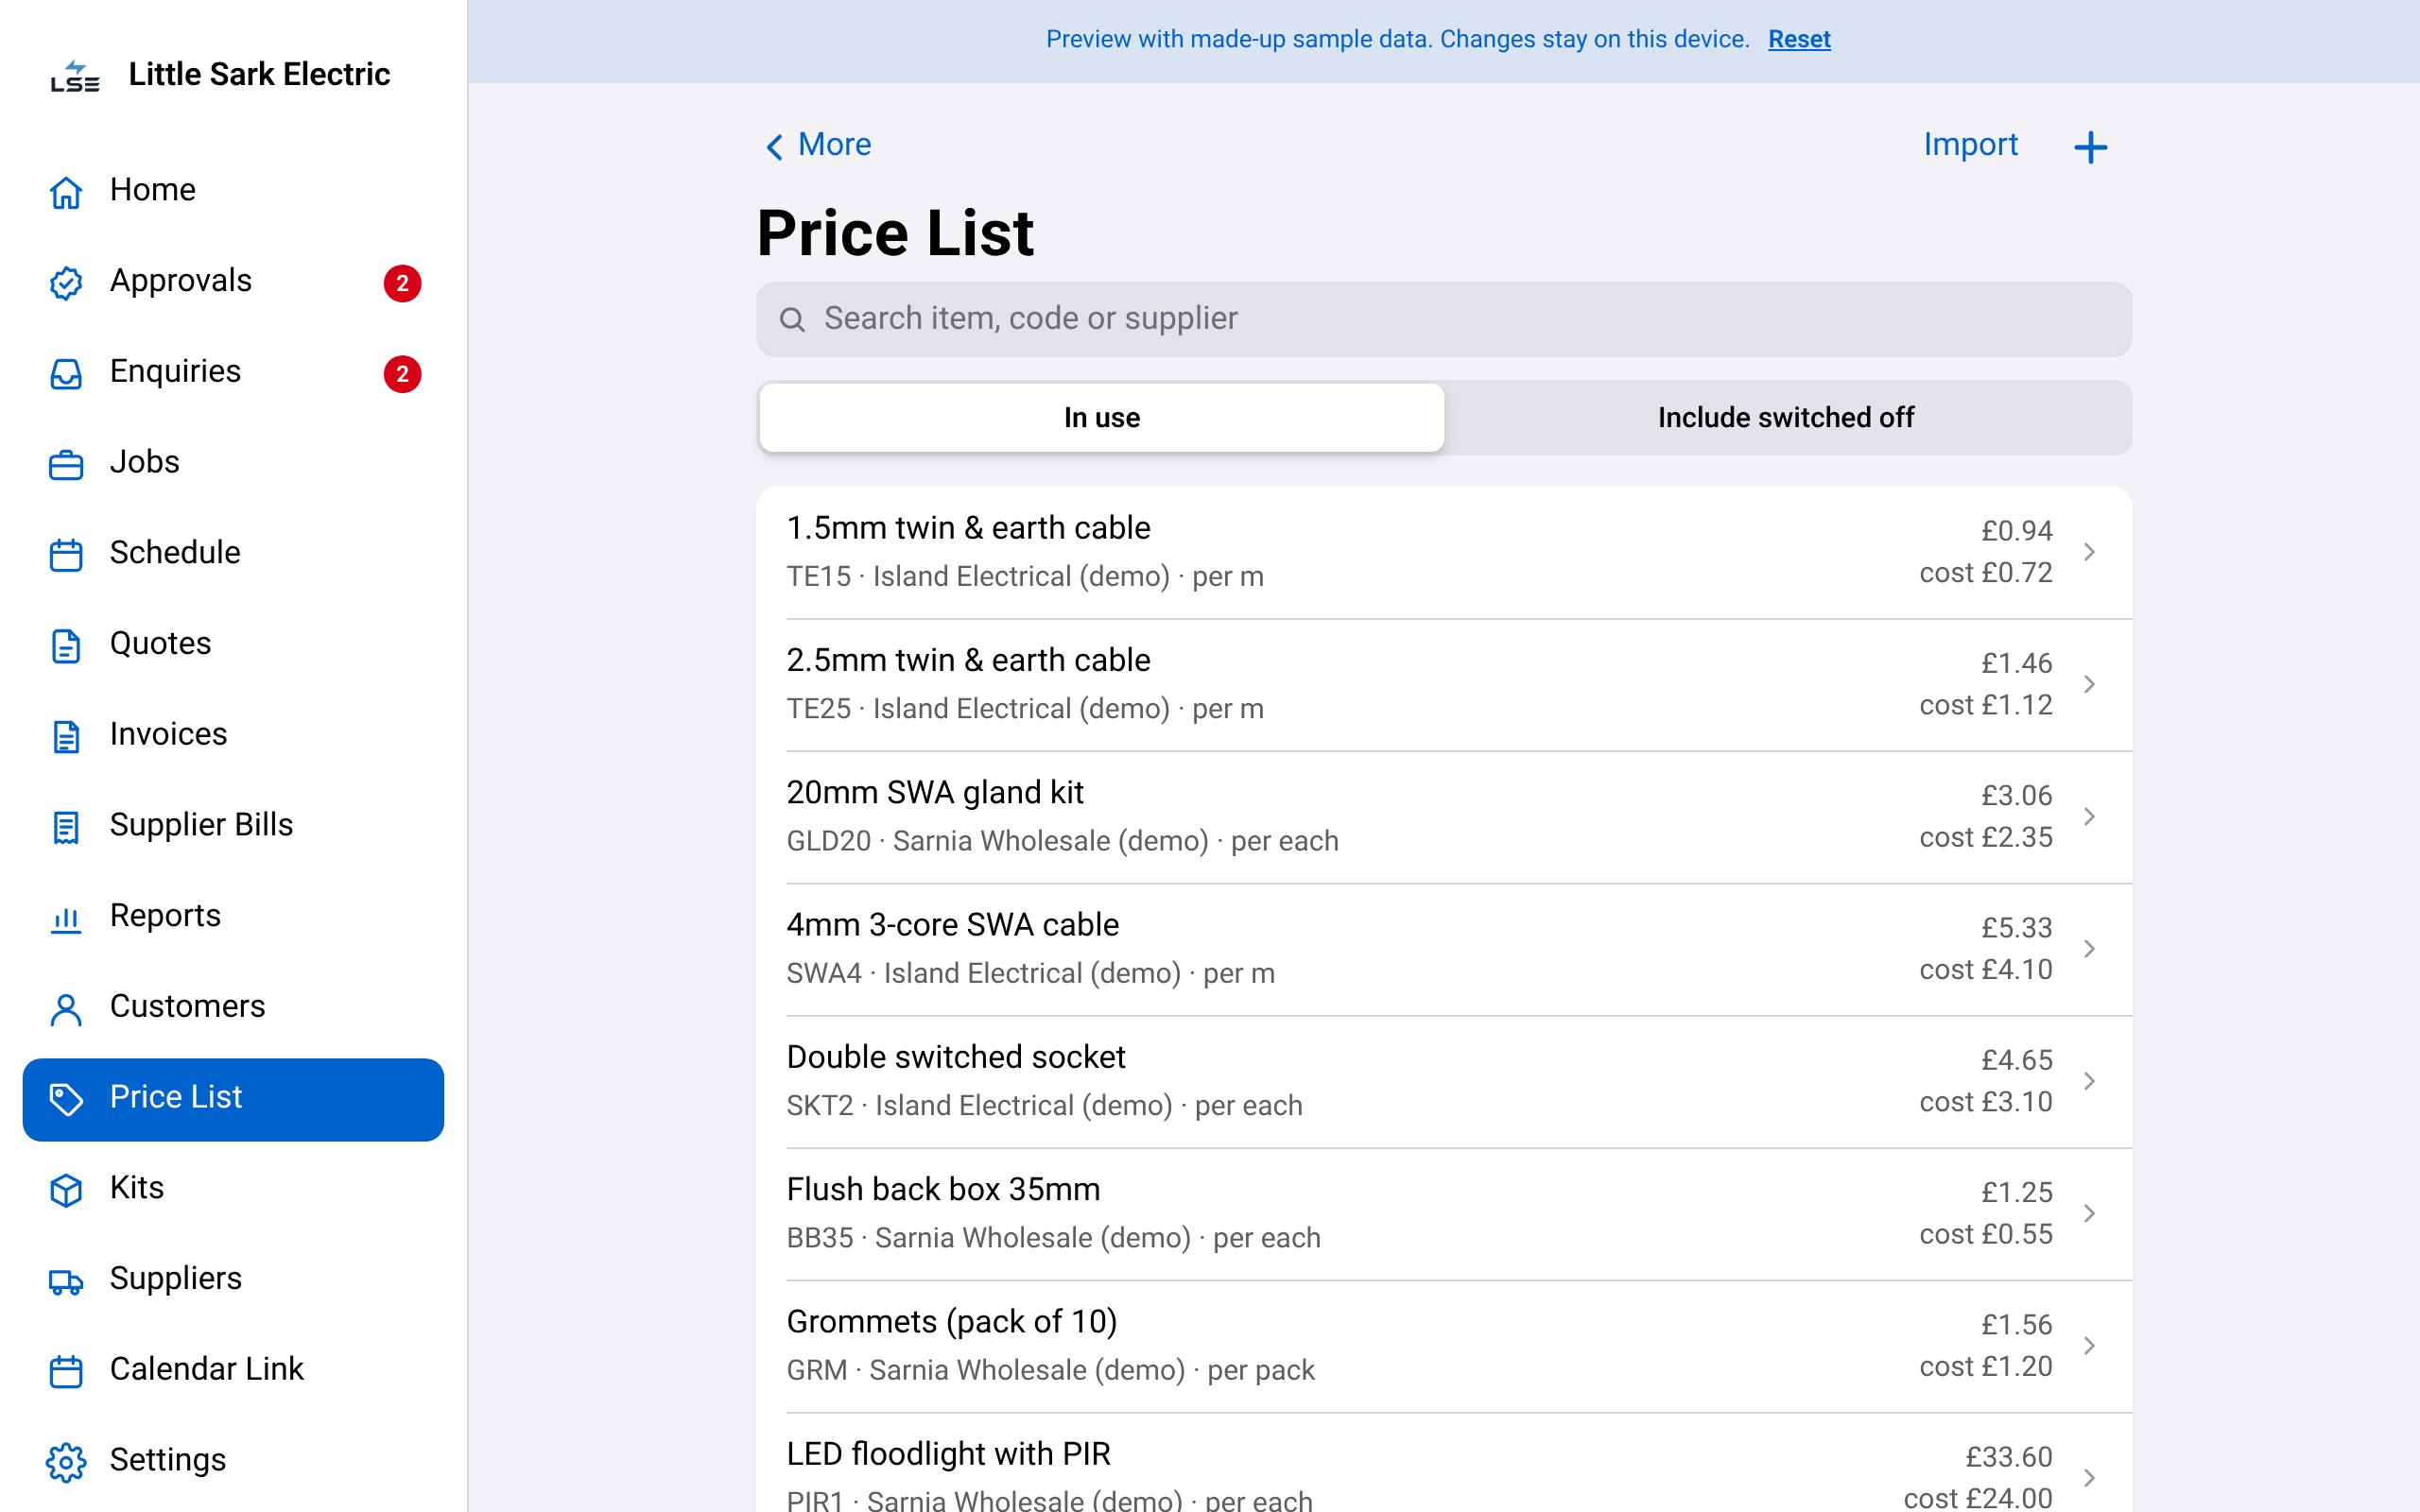 Preview with made-up sample data. Changes stay on this device. Reset
LSE Little Sark Electric
Home
Approvals 2
Enquiries 2
Jobs
Schedule
Quotes
Invoices
Supplier Bills
Reports
Customers
Price List
Kits
Suppliers
Calendar Link
Settings
More
Import
Price List
Search item, code or supplier
In use
Include switched off
1.5mm twin & earth cable
£0.94
TE15 · Island Electrical (demo) · per m
cost £0.72
2.5mm twin & earth cable
£1.46
TE25 · Island Electrical (demo) · per m
cost £1.12
20mm SWA gland kit
£3.06
GLD20 · Sarnia Wholesale (demo) · per each
cost £2.35
4mm 3-core SWA cable
£5.33
SWA4 · Island Electrical (demo) · per m
cost £4.10
Double switched socket
£4.65
SKT2 · Island Electrical (demo) · per each
cost £3.10
Flush back box 35mm
£1.25
BB35 · Sarnia Wholesale (demo) · per each
cost £0.55
Grommets (pack of 10)
£1.56
GRM · Sarnia Wholesale (demo) · per pack
cost £1.20
LED floodlight with PIR
£33.60
PIR1 · Sarnia Wholesale (demo) · per each
cost £24.00